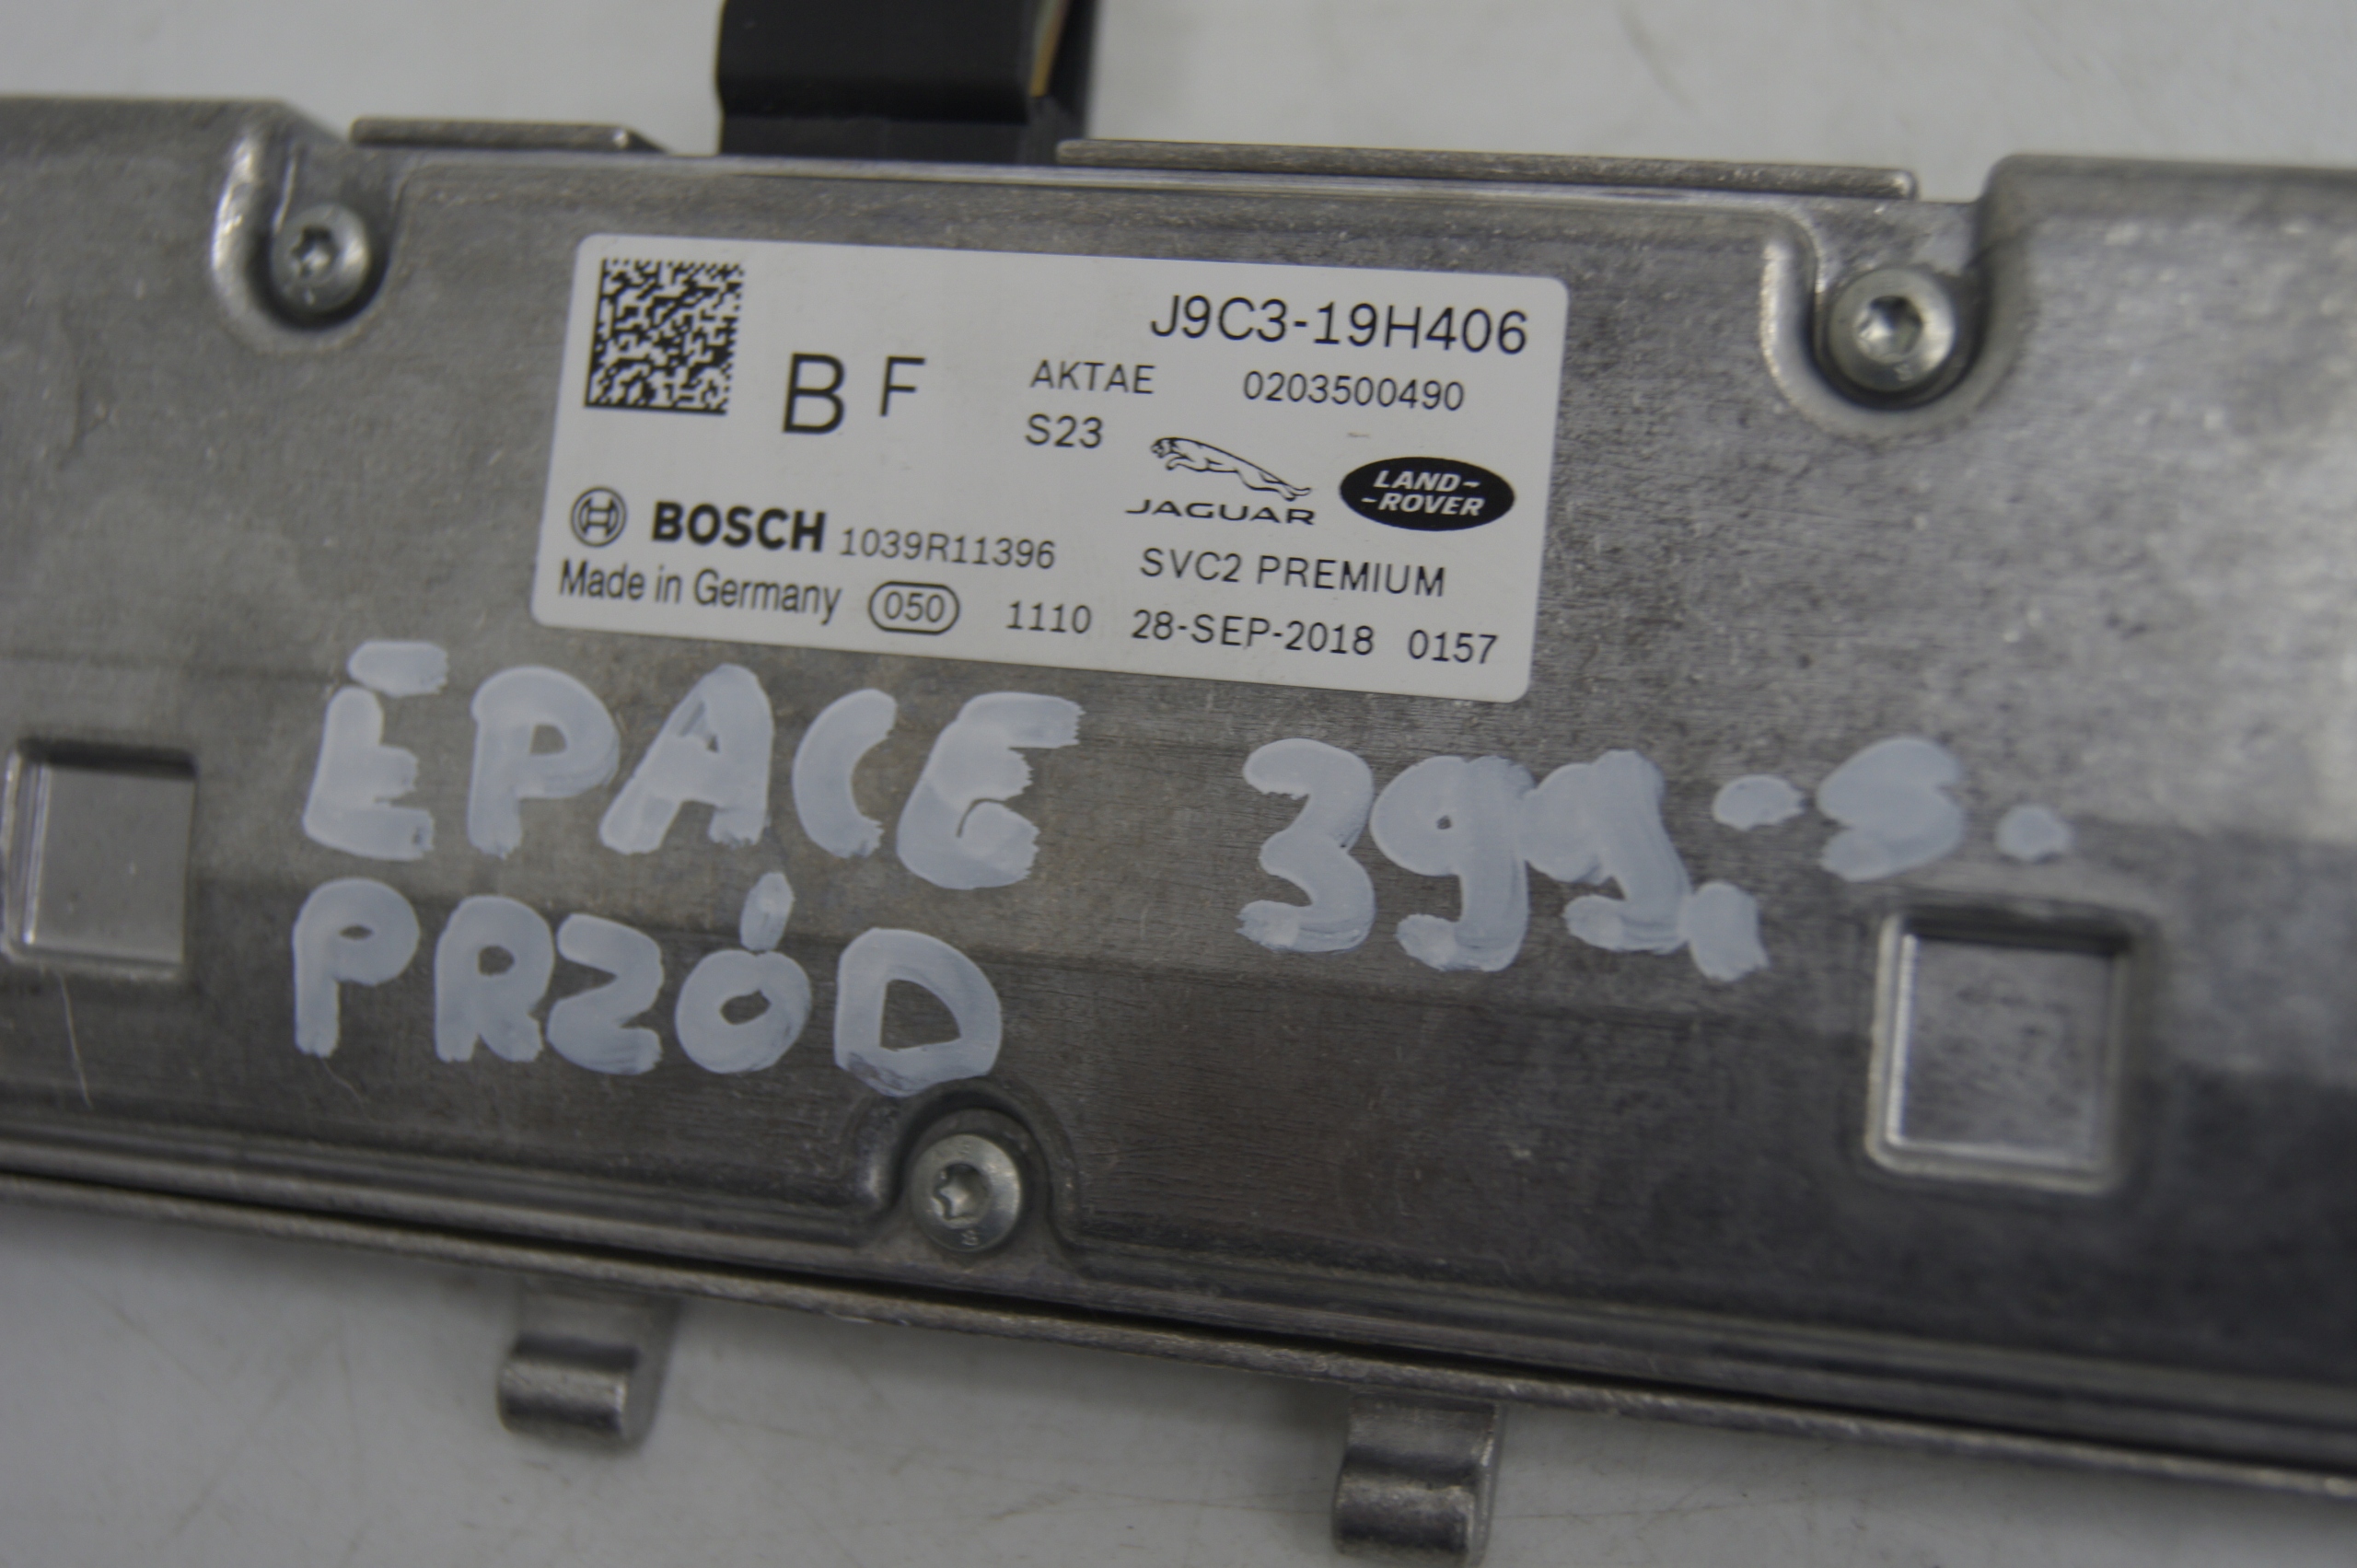 J9C3-19H406
B F AKTAE 0203500490
S23
JAGUAR LAND-
-ROVER
BOSCH 1039R11396 SVC2 PREMIUM
Made in Germany 050 1110 28-SEP-2018 0157
EPACE 399.-S.
PRZÓD